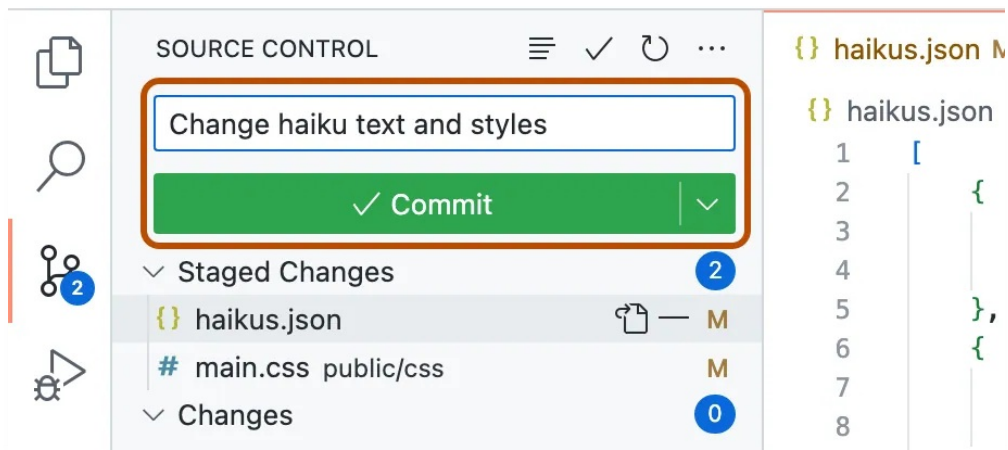 SOURCE CONTROL
Change haiku text and styles
Commit
Staged Changes 2
{} haikus.json M
# main.css public/css M
Changes 0
2
{} haikus.json M
{} haikus.json
1 [
2 {
3
4
5 },
6 {
7
8